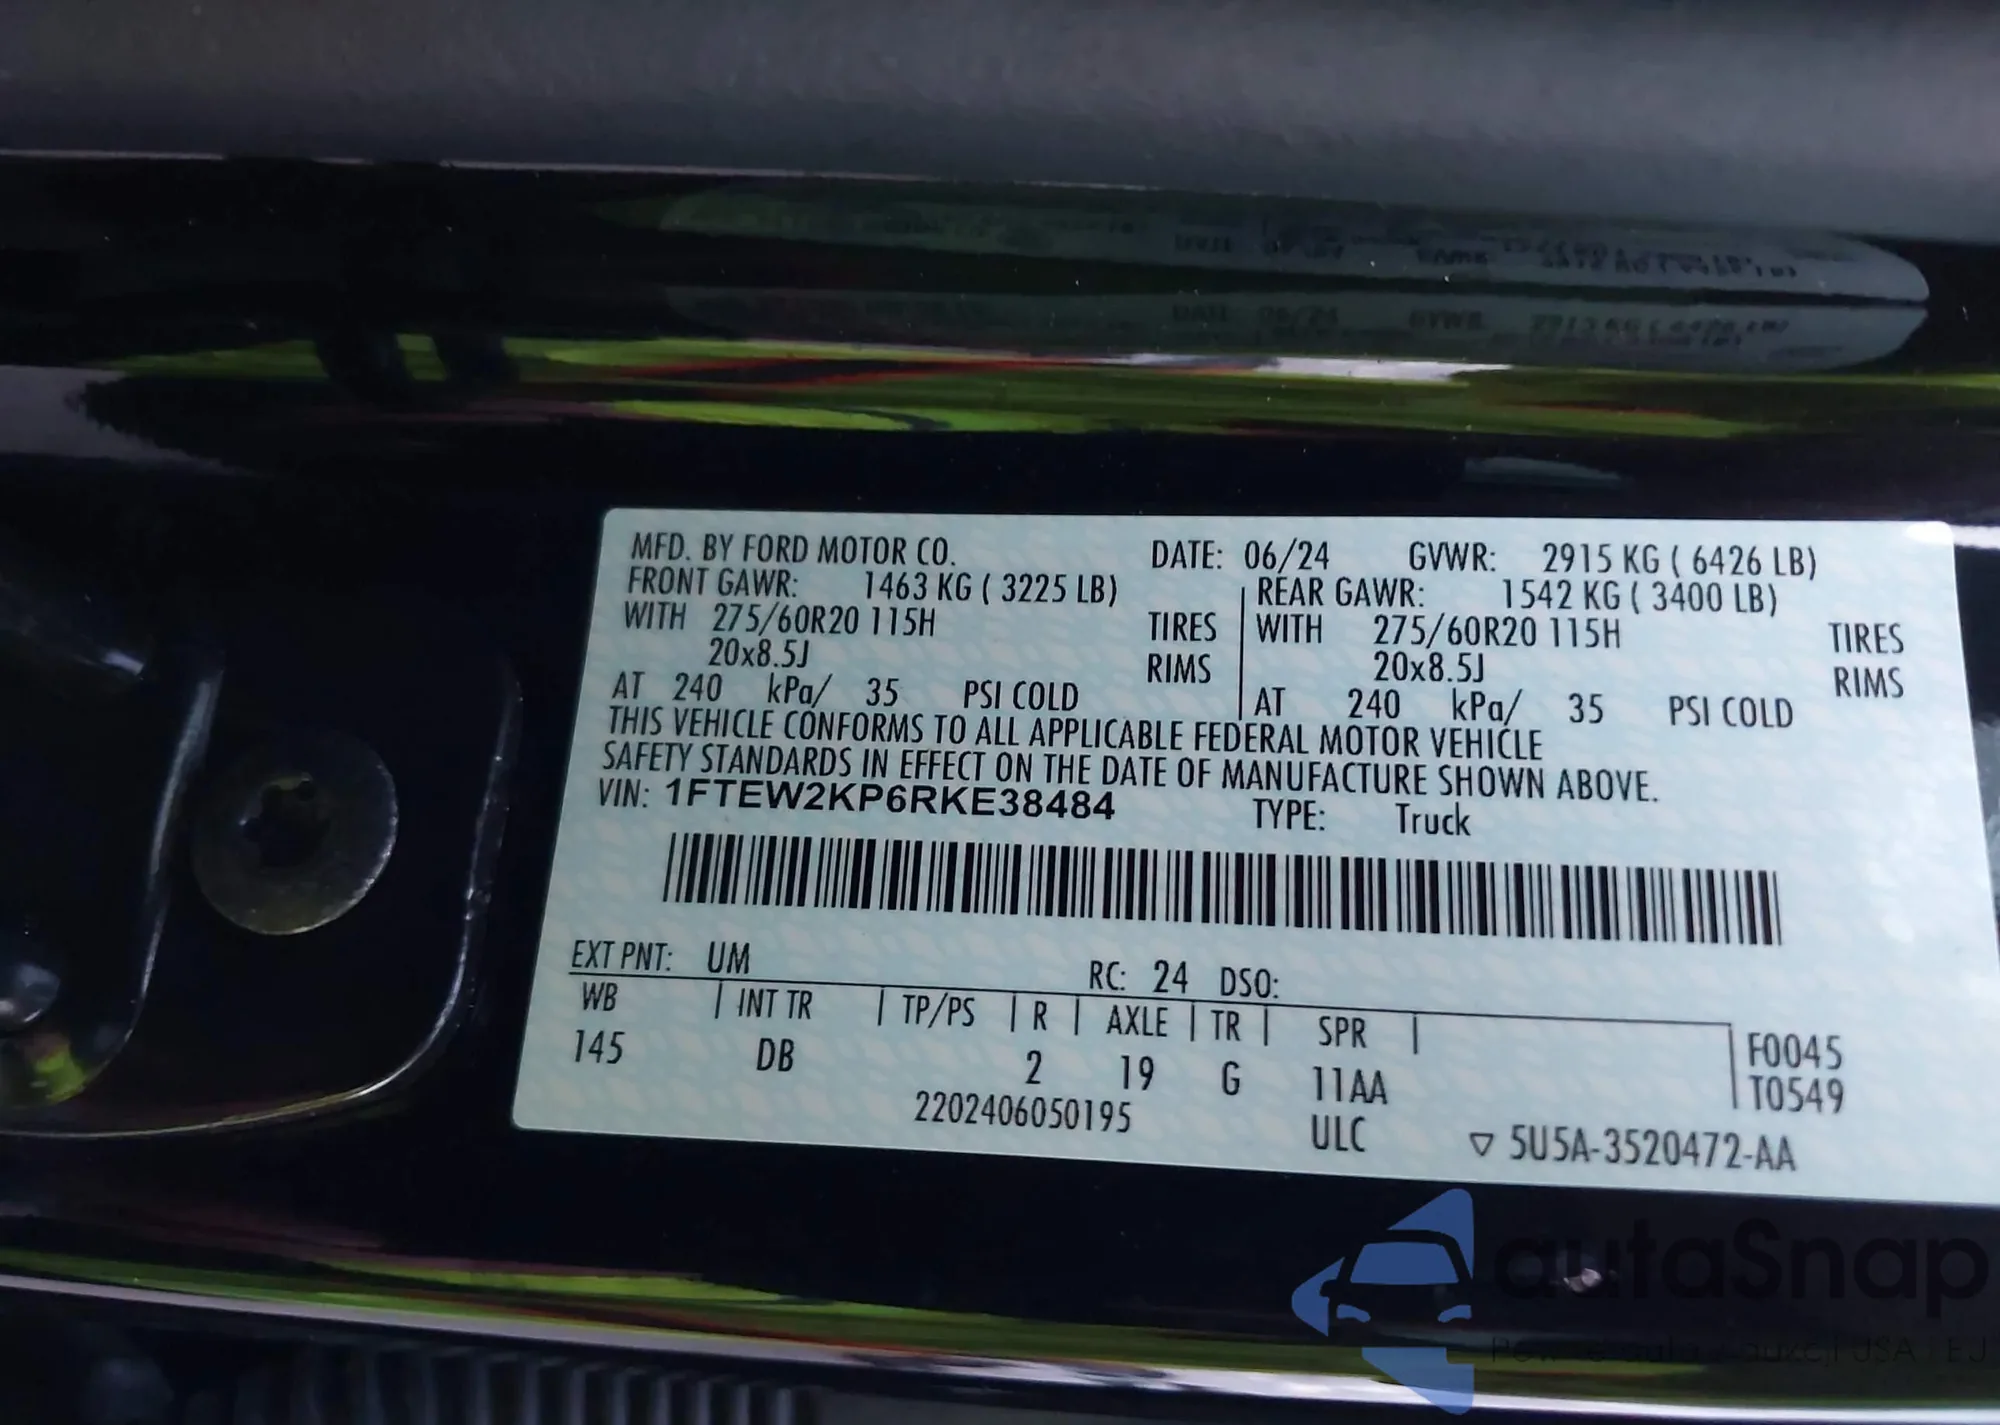 MFD. BY FORD MOTOR CO. DATE: 06/24 GVWR: 2915 KG ( 6426 LB)
FRONT GAWR: 1463 KG ( 3225 LB) REAR GAWR: 1542 KG ( 3400 LB)
WITH 275/60R20 115H TIRES WITH 275/60R20 115H TIRES
20x8.5J RIMS 20x8.5J RIMS
AT 240 kPa/ 35 PSI COLD AT 240 kPa/ 35 PSI COLD
THIS VEHICLE CONFORMS TO ALL APPLICABLE FEDERAL MOTOR VEHICLE
SAFETY STANDARDS IN EFFECT ON THE DATE OF MANUFACTURE SHOWN ABOVE.
VIN: 1FTEW2KP6RKE38484 TYPE: Truck
EXT PNT: UM RC: 24 DSO:
WB | INT TR | TP/PS | R | AXLE | TR | SPR | F0045
145 DB 2 19 G 11AA T0549
2202406050195 ULC ▽ 5U5A-3520472-AA
autaSnap
USA / EJ